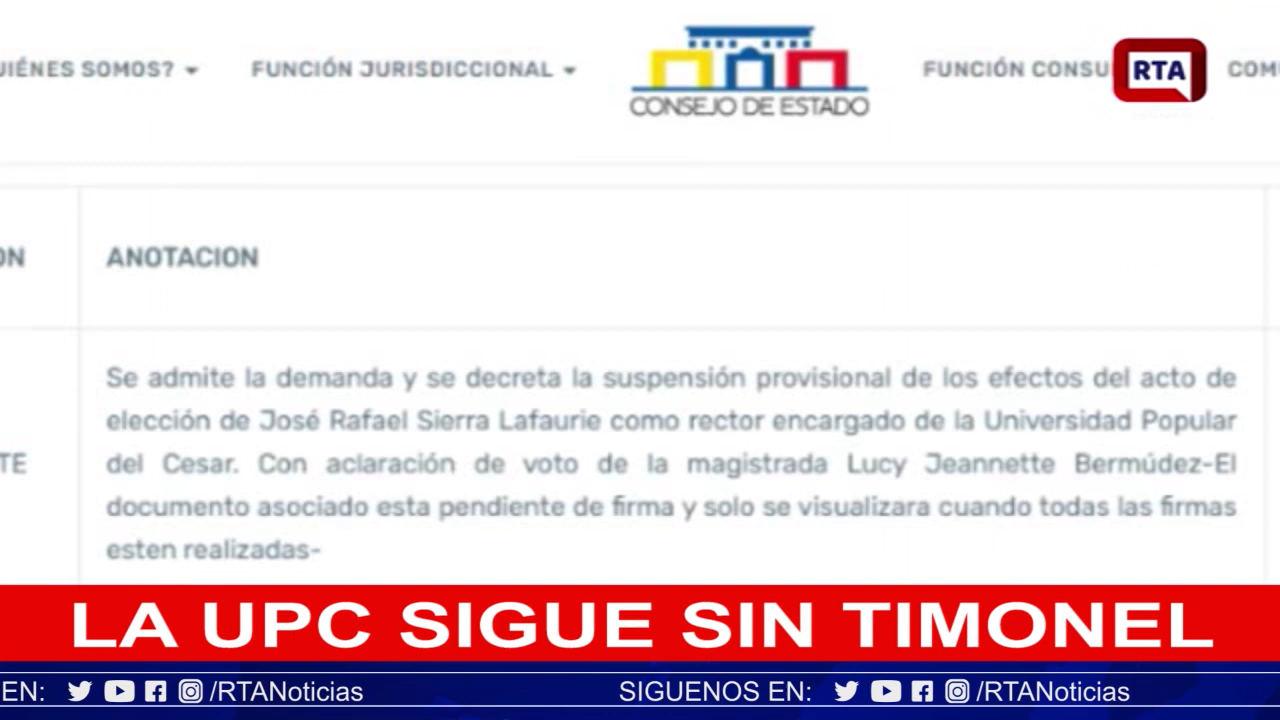 UIÉNES SOMOS? FUNCIÓN JURISDICCIONAL CONSEJO DE ESTADO FUNCIÓN CONSU RTA COMU
ON ANOTACION
Se admite la demanda y se decreta la suspensión provisional de los efectos del acto de
elección de José Rafael Sierra Lafaurie como rector encargado de la Universidad Popular
TE del Cesar. Con aclaración de voto de la magistrada Lucy Jeannette Bermúdez-El
documento asociado esta pendiente de firma y solo se visualizara cuando todas las firmas
esten realizadas-
LA UPC SIGUE SIN TIMONEL
EN: /RTANoticias SIGUENOS EN: /RTANoticias